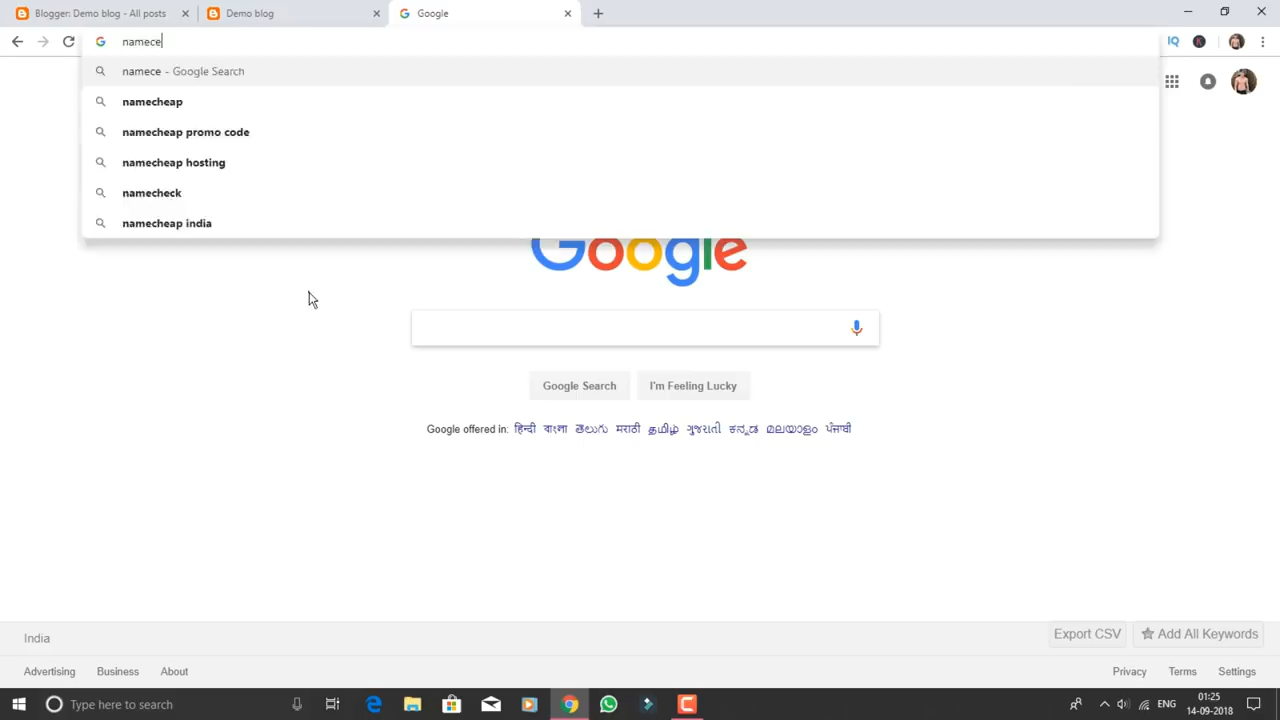 Blogger: Demo blog - All posts
Demo blog
Google
namece
IQ
K
namece - Google Search
namecheap
namecheap promo code
namecheap hosting
namecheck
namecheap india
Google
Google Search
I'm Feeling Lucky
Google offered in: हिन्दी বাংলা తెలుగు मराठी தமிழ் ગુજરાતી ಕನ್ನಡ മലയാളം ਪੰਜਾਬੀ
India
Export CSV
Add All Keywords
Advertising Business About
Privacy Terms Settings
Type here to search
ENG
01:25
14-09-2018